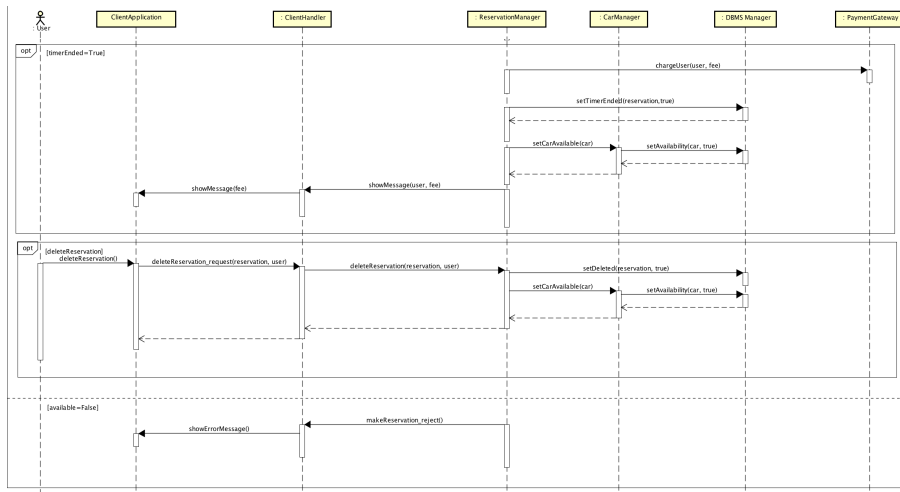 ClientApplication
: ClientHandler
: ReservationManager
: CarManager
: DBMS Manager
: PaymentGateway
: User
opt
[timerEnded=True]
chargeUser(user, fee)
setTimerEnded(reservation,true)
setCarAvailable(car)
setAvailability(car, true)
showMessage(fee)
showMessage(user, fee)
opt
[deleteReservation]
deleteReservation()
deleteReservation_request(reservation, user)
deleteReservation(reservation, user)
setDeleted(reservation, true)
setCarAvailable(car)
setAvailability(car, true)
[available=False]
makeReservation_reject()
showErrorMessage()